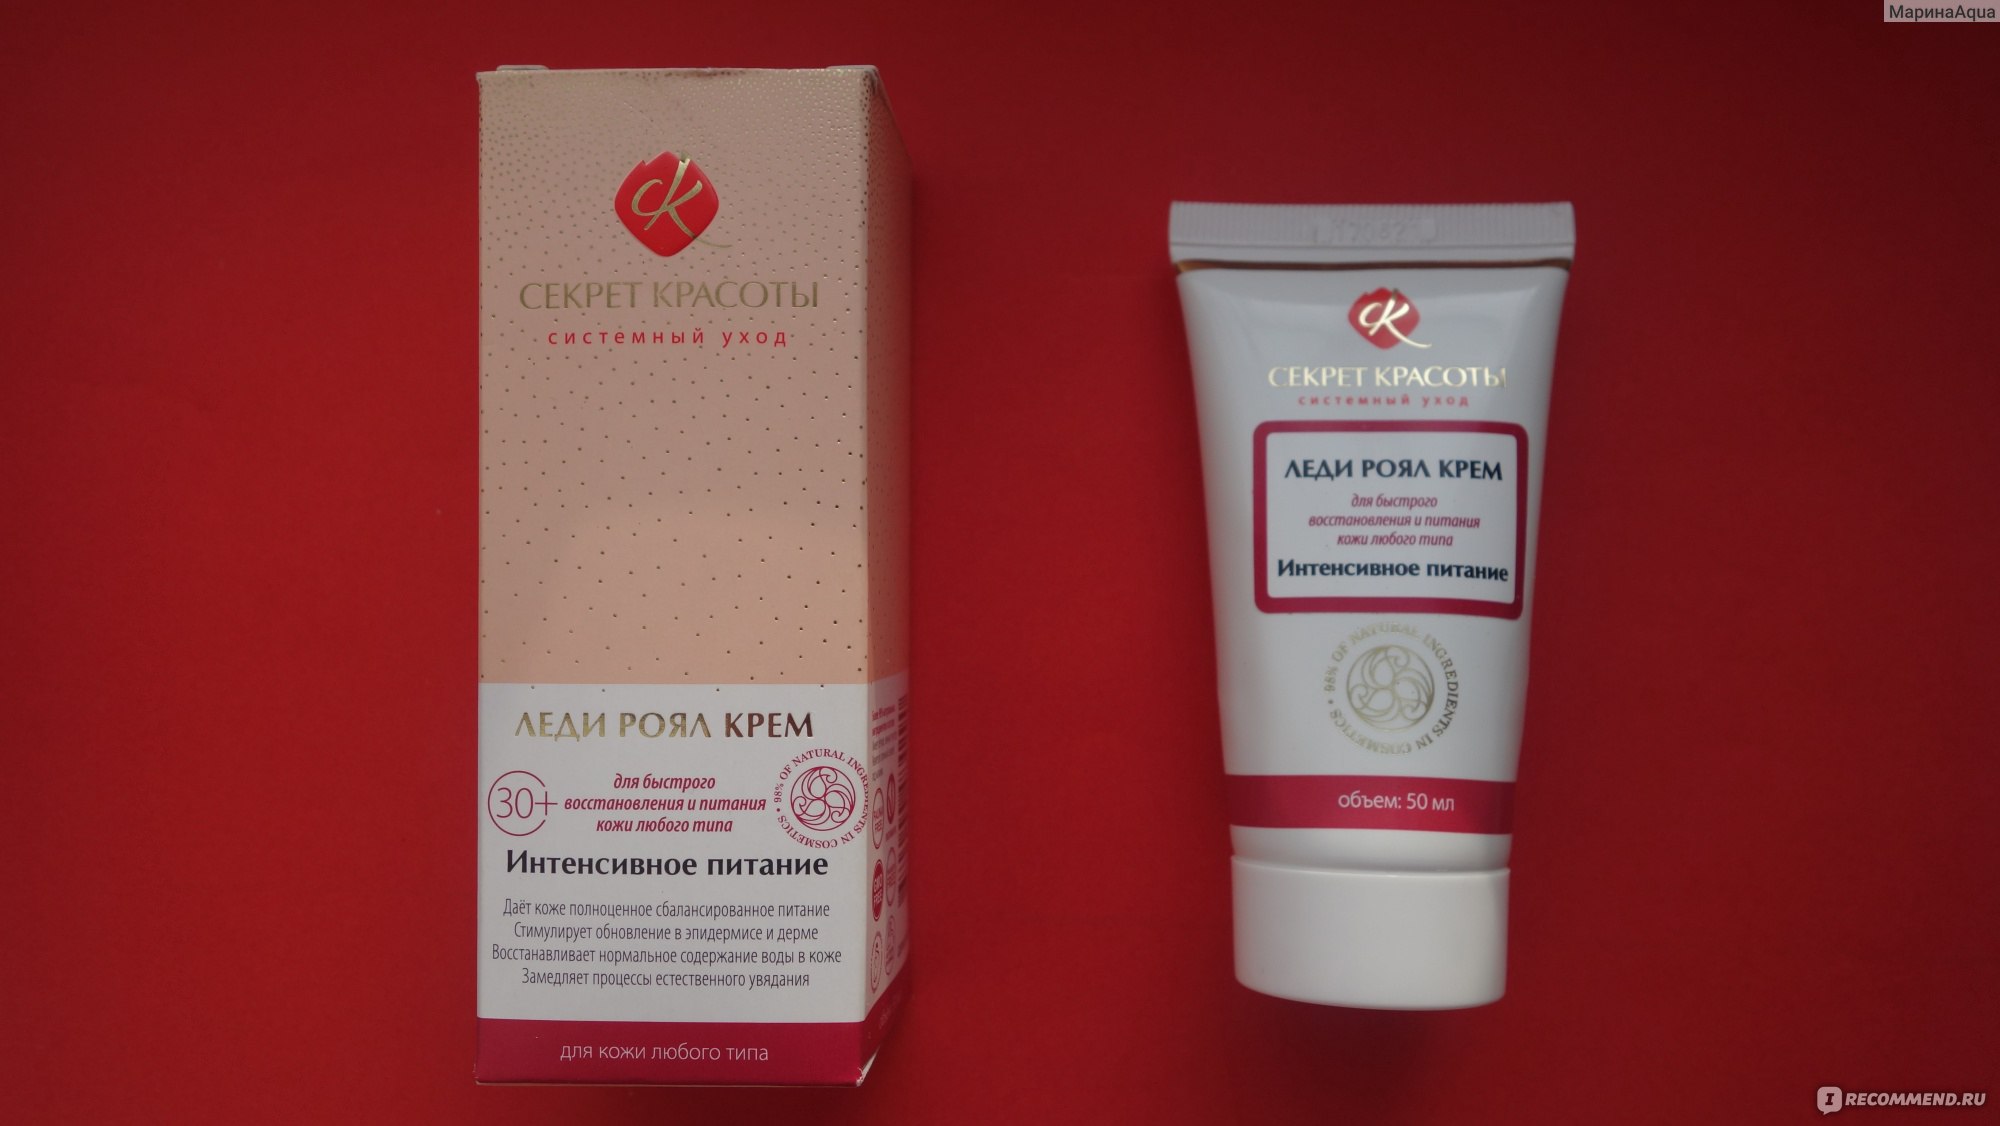 МаринаAqua
СК
СЕКРЕТ КРАСОТЫ
системный уход
ЛЕДИ РОЯЛ КРЕМ
30+
для быстрого
восстановления и питания
кожи любого типа
98% OF NATURAL INGREDIENTS IN COSMETICS
Интенсивное питание
Даёт коже полноценное сбалансированное питание
Стимулирует обновление в эпидермисе и дерме
Восстанавливает нормальное содержание воды в коже
Замедляет процессы естественного увядания
для кожи любого типа
СК
СЕКРЕТ КРАСОТЫ
системный уход
ЛЕДИ РОЯЛ КРЕМ
для быстрого
восстановления и питания
кожи любого типа
Интенсивное питание
98% OF NATURAL INGREDIENTS IN COSMETICS
объем: 50 мл
IRECOMMEND.RU